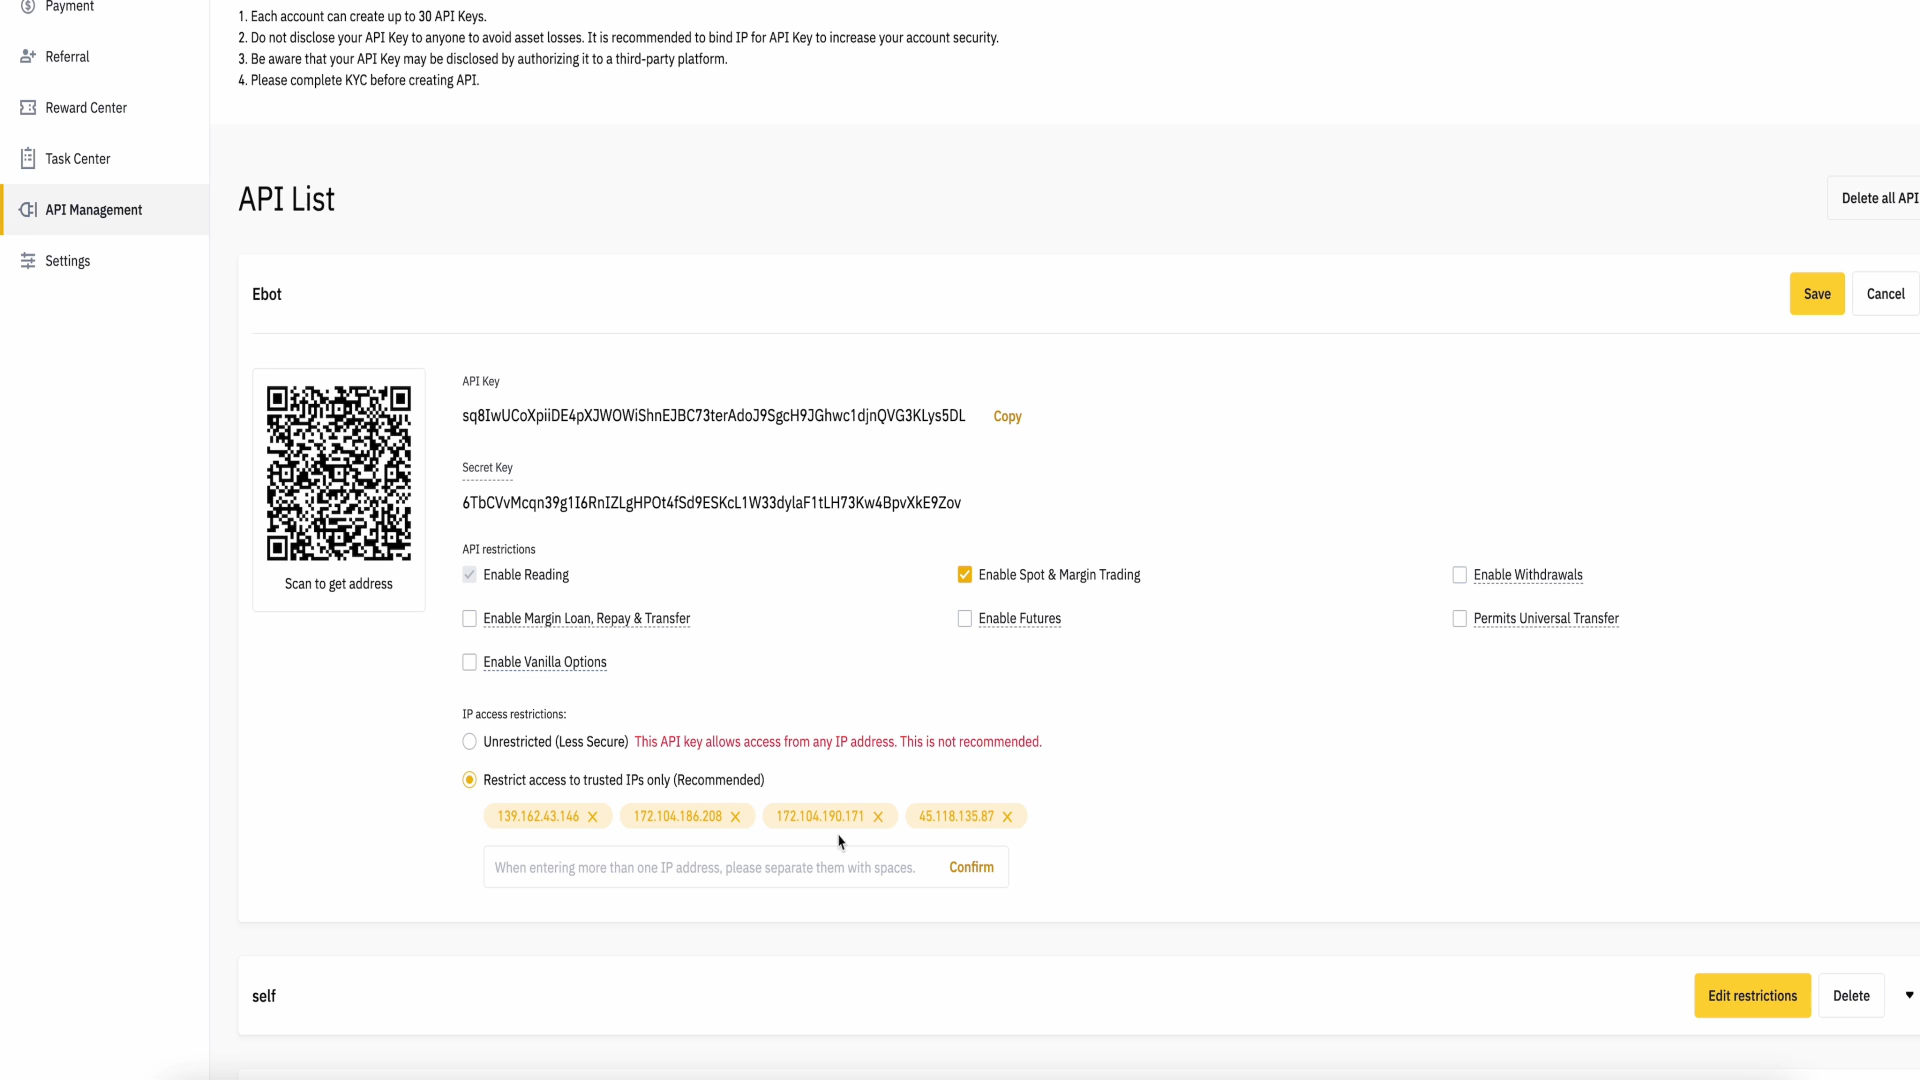 Payment
Referral
Reward Center
Task Center
API Management
Settings
1. Each account can create up to 30 API Keys.
2. Do not disclose your API Key to anyone to avoid asset losses. It is recommended to bind IP for API Key to increase your account security.
3. Be aware that your API Key may be disclosed by authorizing it to a third-party platform.
4. Please complete KYC before creating API.
API List
Delete all API
Ebot
Save
Cancel
Scan to get address
API Key
sq8IwUCoXpiiDE4pXJWOWiShnEJBC73terAdoJ9SgcH9JGhwc1djnQVG3KLys5DL
Copy
Secret Key
6TbCVvMcqn39g1I6RnIZLgHPOt4fSd9ESKcL1W33dylaF1tLH73Kw4BpvXkE9Zov
API restrictions
Enable Reading
Enable Spot & Margin Trading
Enable Withdrawals
Enable Margin Loan, Repay & Transfer
Enable Futures
Permits Universal Transfer
Enable Vanilla Options
IP access restrictions:
Unrestricted (Less Secure) This API key allows access from any IP address. This is not recommended.
Restrict access to trusted IPs only (Recommended)
139.162.43.146
172.104.186.208
172.104.190.171
45.118.135.87
When entering more than one IP address, please separate them with spaces.
Confirm
self
Edit restrictions
Delete